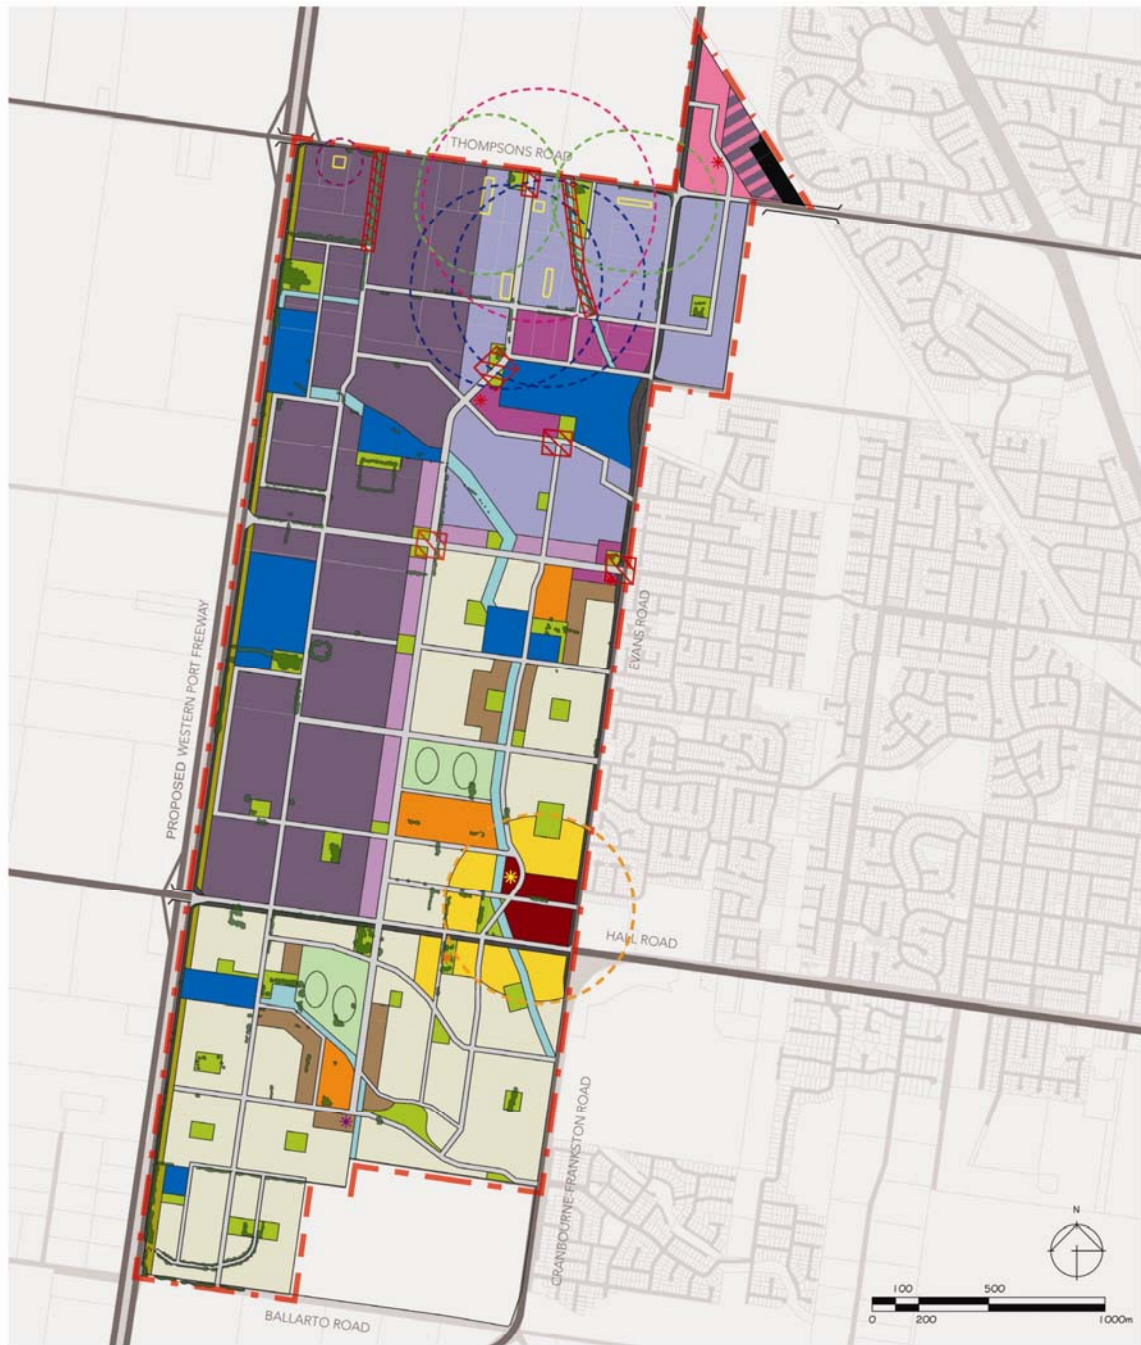 THOMPSONS ROAD
PROPOSED WESTERN PORT FREEWAY
EVANS ROAD
HALL ROAD
CRANBOURNE-FRANKSTON ROAD
BALLARTO ROAD
N
100 500
0 200 1000m